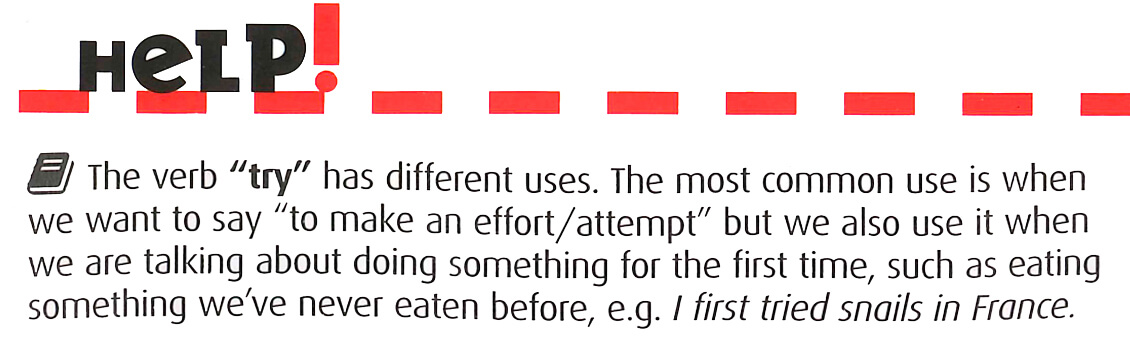 HeLP!
The verb “try” has different uses. The most common use is when
we want to say “to make an effort/attempt” but we also use it when
we are talking about doing something for the first time, such as eating
something we’ve never eaten before, e.g. I first tried snails in France.